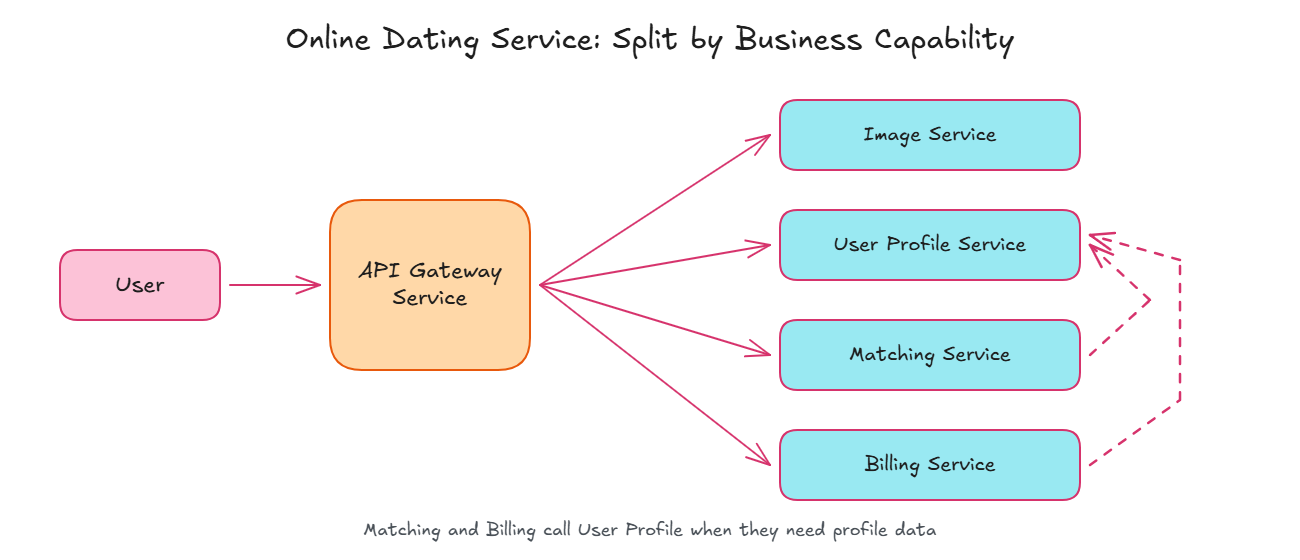 Online Dating Service: Split by Business Capability
Image Service
User Profile Service
API Gateway
Service
User
Matching Service
Billing Service
Matching and Billing call User Profile when they need profile data